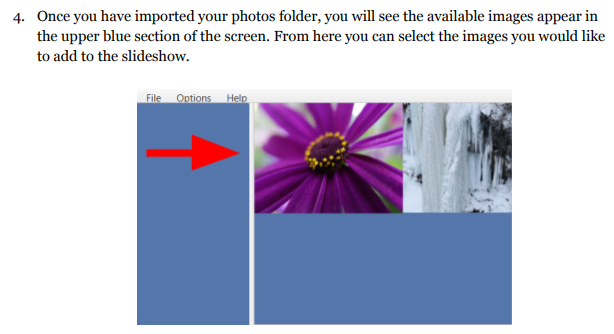 4. Once you have imported your photos folder, you will see the available images appear in
the upper blue section of the screen. From here you can select the images you would like
to add to the slideshow.
File Options Help